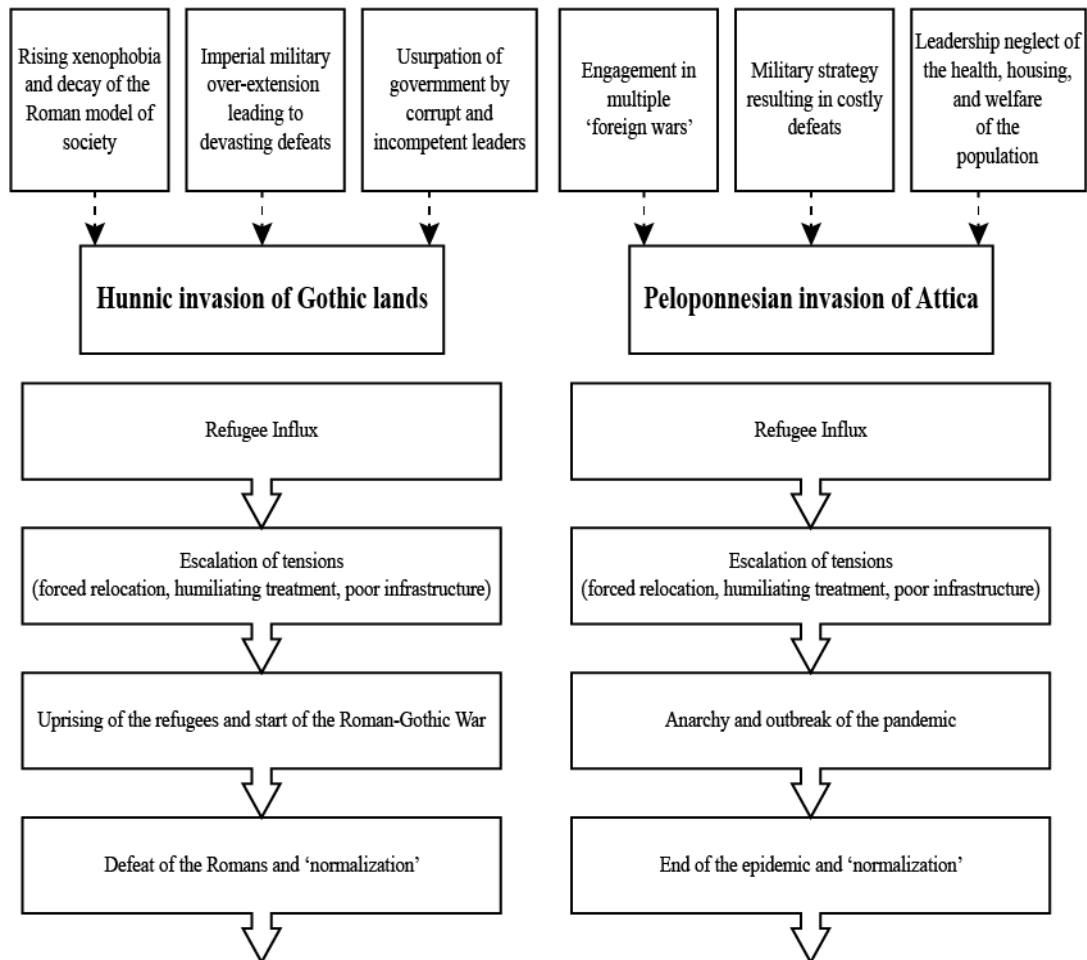 Rising xenophobia
and decay of the
Roman model of
society
Imperial military
over-extension
leading to
devasting defeats
Usurpation of
government by
corrupt and
incompetent leaders
Engagement in
multiple
‘foreign wars’
Military strategy
resulting in costly
defeats
Leadership neglect of
the health, housing,
and welfare
of the
population
Hunnic invasion of Gothic lands
Peloponnesian invasion of Attica
Refugee Influx
Refugee Influx
Escalation of tensions
(forced relocation, humiliating treatment, poor infrastructure)
Escalation of tensions
(forced relocation, humiliating treatment, poor infrastructure)
Uprising of the refugees and start of the Roman-Gothic War
Anarchy and outbreak of the pandemic
Defeat of the Romans and ‘normalization’
End of the epidemic and ‘normalization’